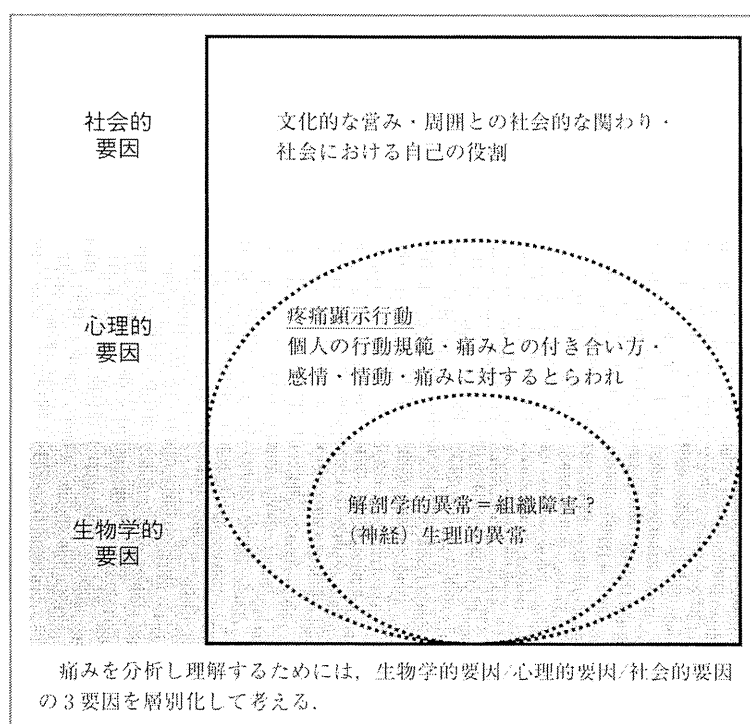 社会的
要因
文化的な営み・周囲との社会的な関わり・
社会における自己の役割
心理的
要因
疼痛顕示行動
個人の行動規範・痛みとの付き合い方・
感情・情動・痛みに対するとらわれ
生物学的
要因
解剖学的異常＝組織障害？
(神経) 生理的異常
痛みを分析し理解するためには，生物学的要因/心理的要因/社会的要因
の3要因を層別化して考える．